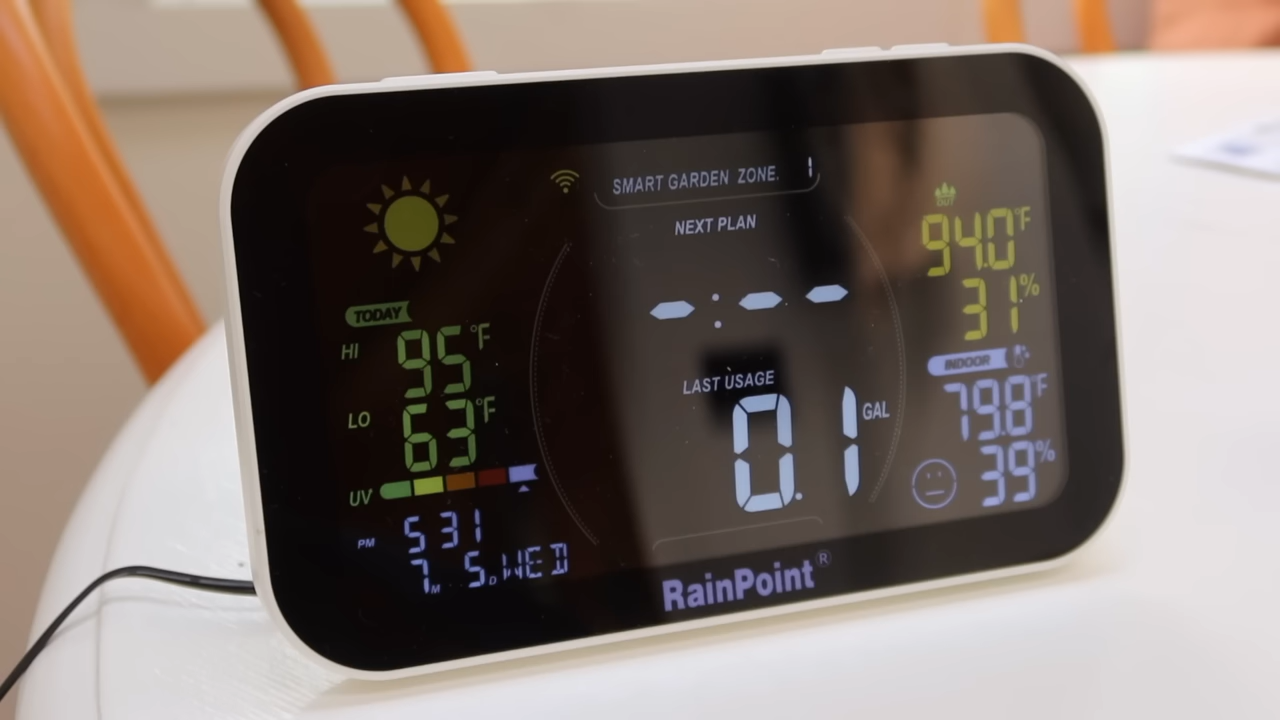 SMART GARDEN ZONE. 1
NEXT PLAN
- : - -
LAST USAGE
0.1 GAL
TODAY
HI 95°F
LO 63°F
UV
PM 5 31
7M 5D WED
OUT
94.0°F
31%
INDOOR
79.8°F
39%
RainPoint®